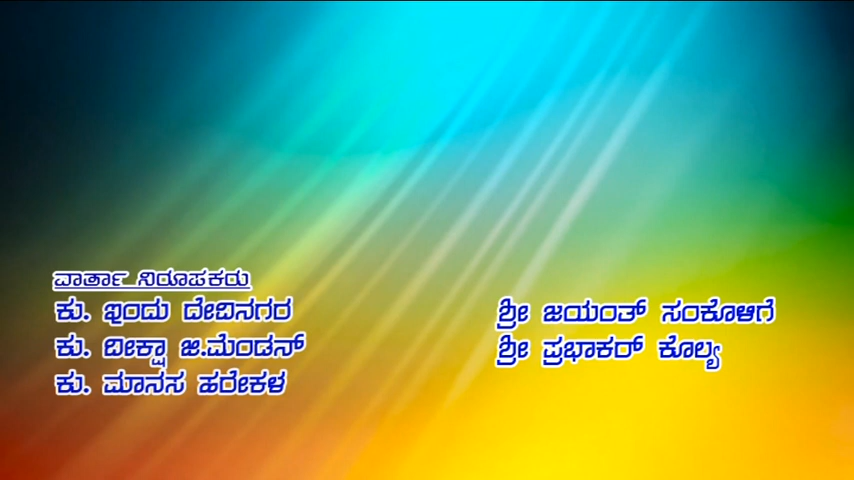 ವಾರ್ತಾ ನಿರೂಪಕರು
ಕು. ಇಂದು ದೇವಿನಗರ
ಕು. ದೀಕ್ಷಾ ಜಿ.ಮೆಂಡನ್
ಕು. ಮಾನಸ ಹರೇಕಳ
ಶ್ರೀ ಜಯಂತ್ ಸಂಕೊಳಿಗೆ
ಶ್ರೀ ಪ್ರಭಾಕರ್ ಕೊಲ್ಯ